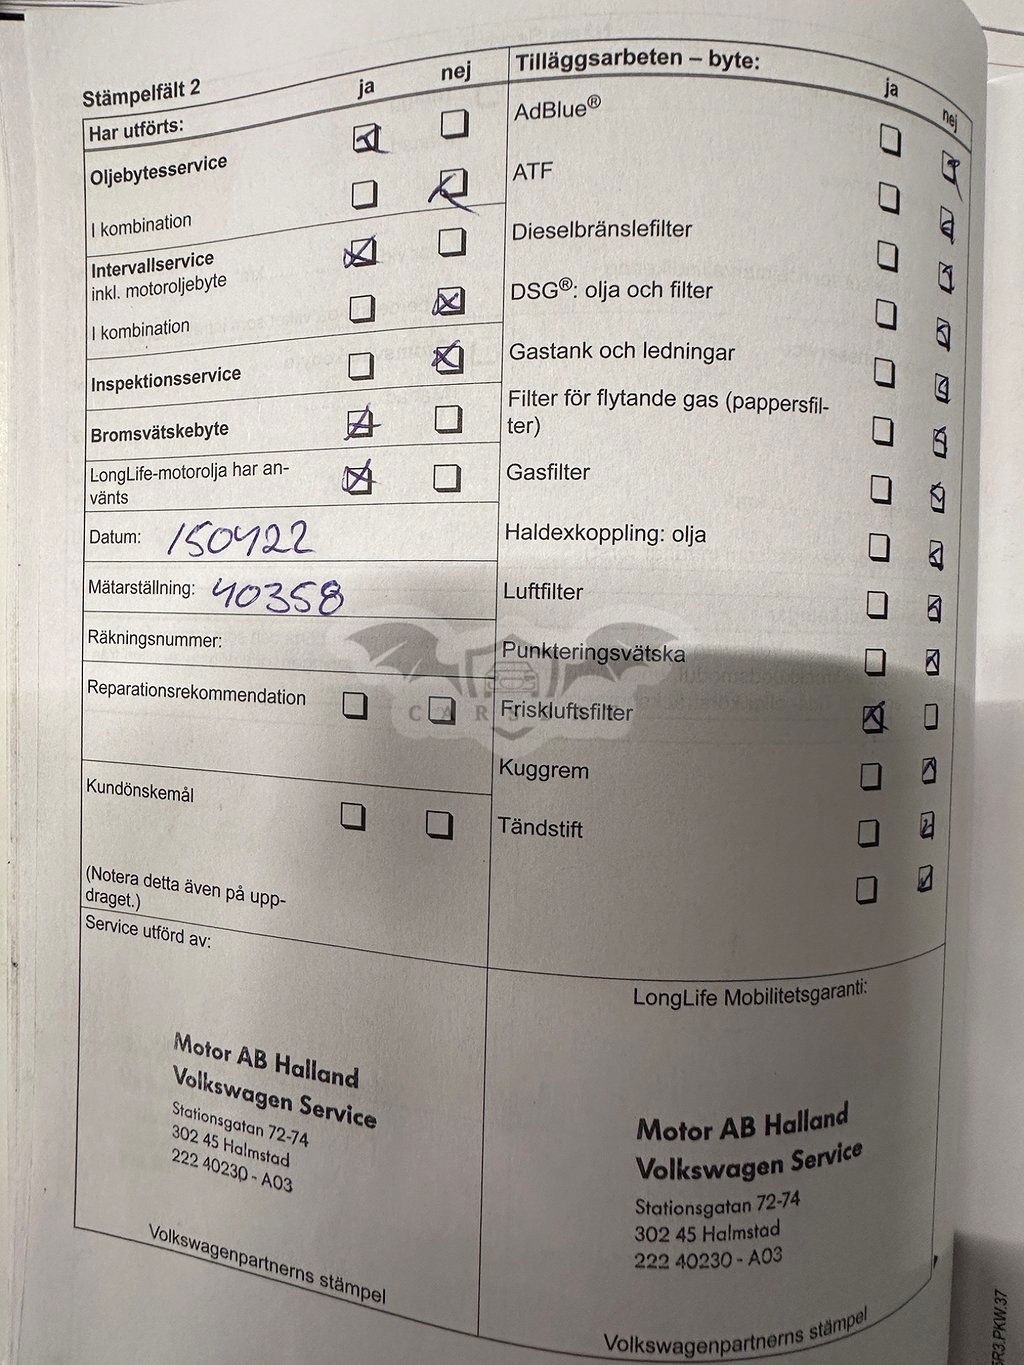 Stämpelfält 2
ja
nej
Har utförts:
Oljebytesservice
I kombination
Intervallservice
inkl. motoroljebyte
I kombination
Inspektionsservice
Bromsvätskebyte
LongLife-motorolja har an-
vänts
Datum: 150422
Mätarställning: 40358
Räkningsnummer:
Reparationsrekommendation
Kundönskemål
(Notera detta även på upp-
draget.)
Service utförd av:
Motor AB Halland
Volkswagen Service
Stationsgatan 72-74
302 45 Halmstad
222 40230 - A03
Volkswagenpartnerns stämpel
Tilläggsarbeten – byte:
ja
nej
AdBlue®
ATF
Dieselbränslefilter
DSG®: olja och filter
Gastank och ledningar
Filter för flytande gas (pappersfil-
ter)
Gasfilter
Haldexkoppling: olja
Luftfilter
Punkteringsvätska
Friskluftsfilter
Kuggrem
Tändstift
LongLife Mobilitetsgaranti:
Motor AB Halland
Volkswagen Service
Stationsgatan 72-74
302 45 Halmstad
222 40230 - A03
Volkswagenpartnerns stämpel